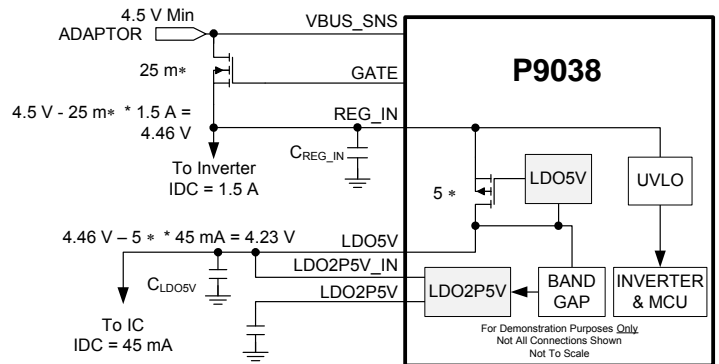 4.5 V Min
ADAPTOR
VBUS_SNS
P9038
25 m*
GATE
4.5 V - 25 m* * 1.5 A =
4.46 V
REG_IN
To Inverter
IDC = 1.5 A
CREG_IN
5 *
LDO5V
UVLO
4.46 V – 5 * * 45 mA = 4.23 V
LDO5V
LDO2P5V_IN
CLDO5V
LDO2P5V
LDO2P5V
BAND
GAP
INVERTER
& MCU
To IC
IDC = 45 mA
For Demonstration Purposes Only
Not All Connections Shown
Not To Scale